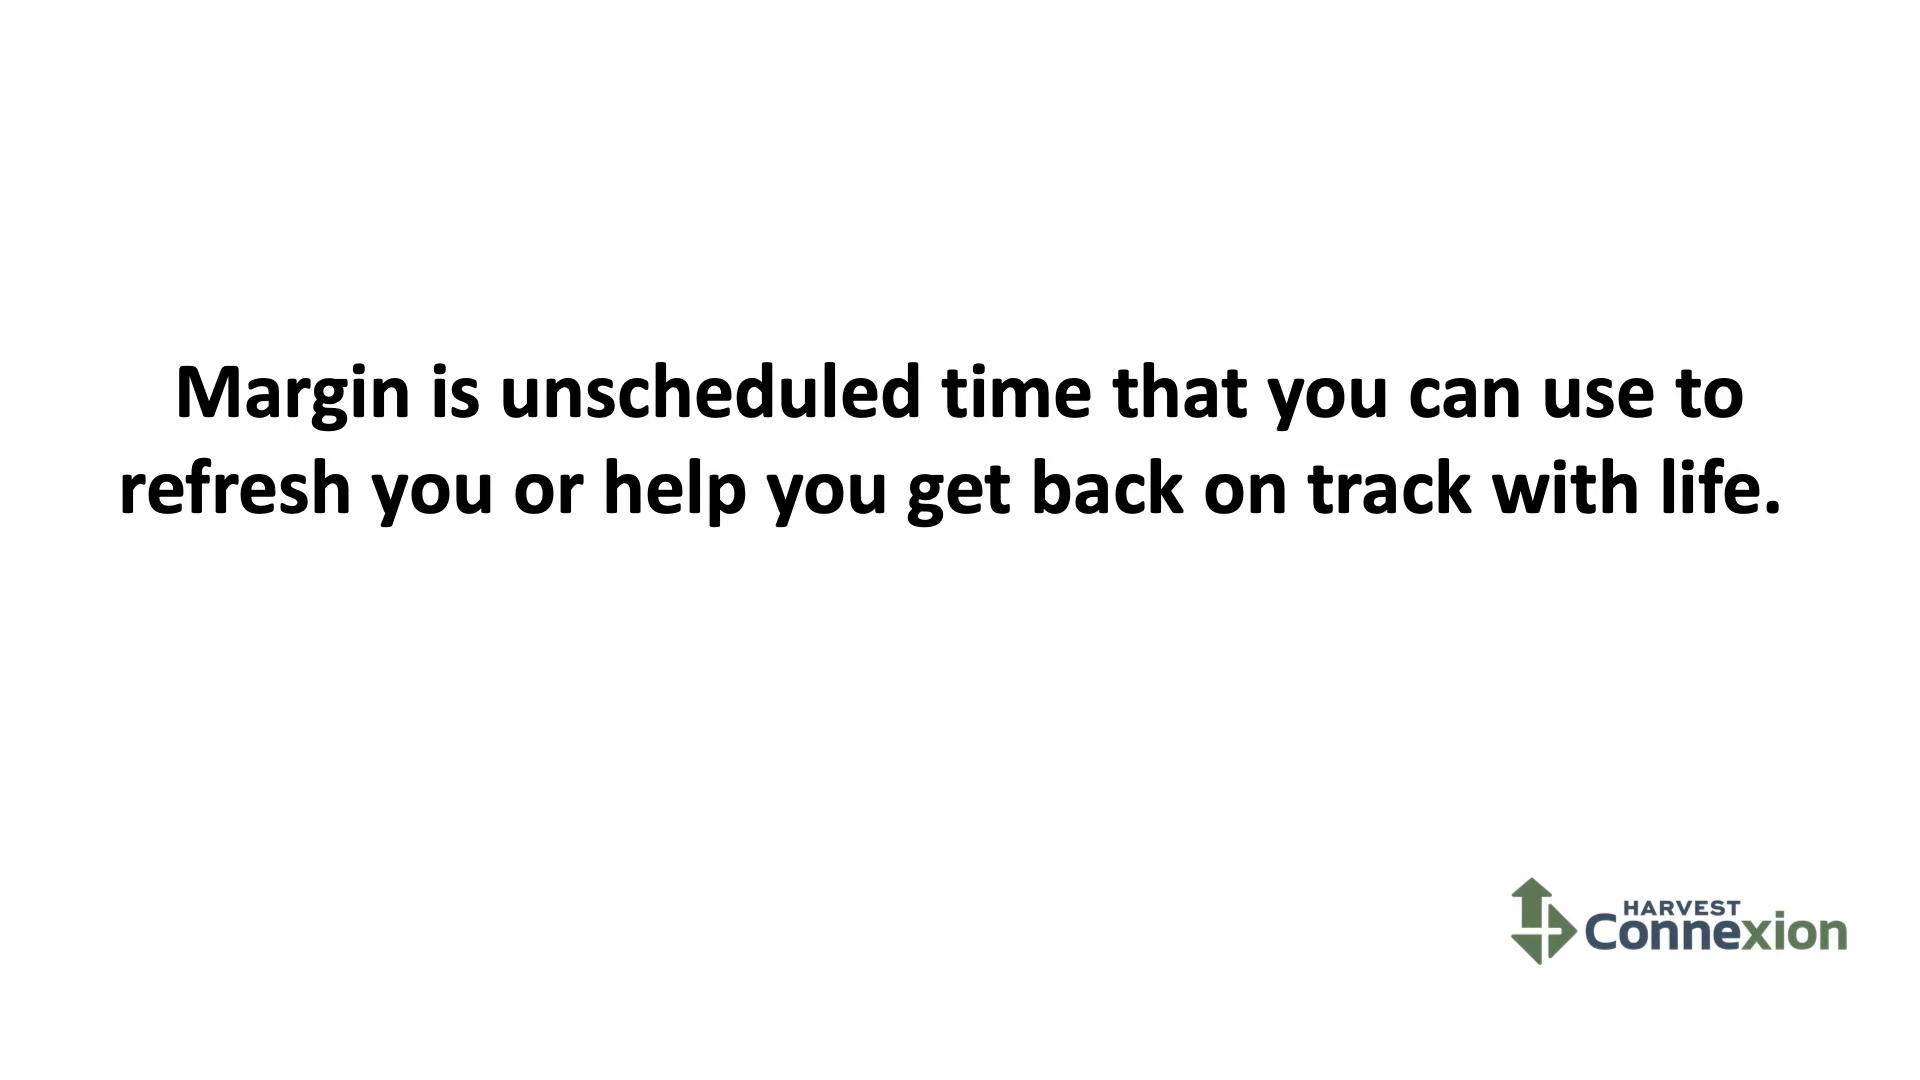 Margin is unscheduled time that you can use to
refresh you or help you get back on track with life.
HARVEST
Connexion